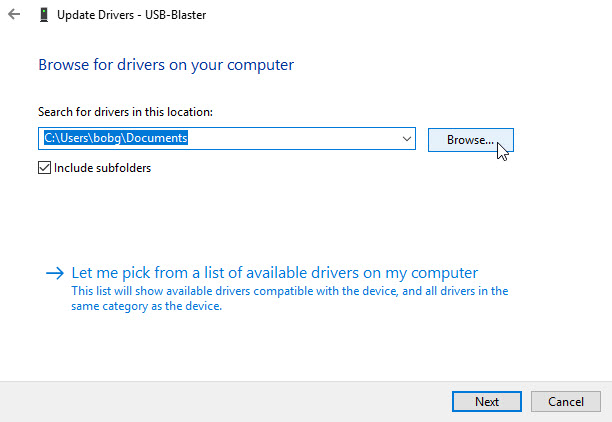 Update Drivers - USB-Blaster
Browse for drivers on your computer
Search for drivers in this location:
C:\Users\bobg\Documents
Browse...
Include subfolders
Let me pick from a list of available drivers on my computer
This list will show available drivers compatible with the device, and all drivers in the
same category as the device.
Next
Cancel